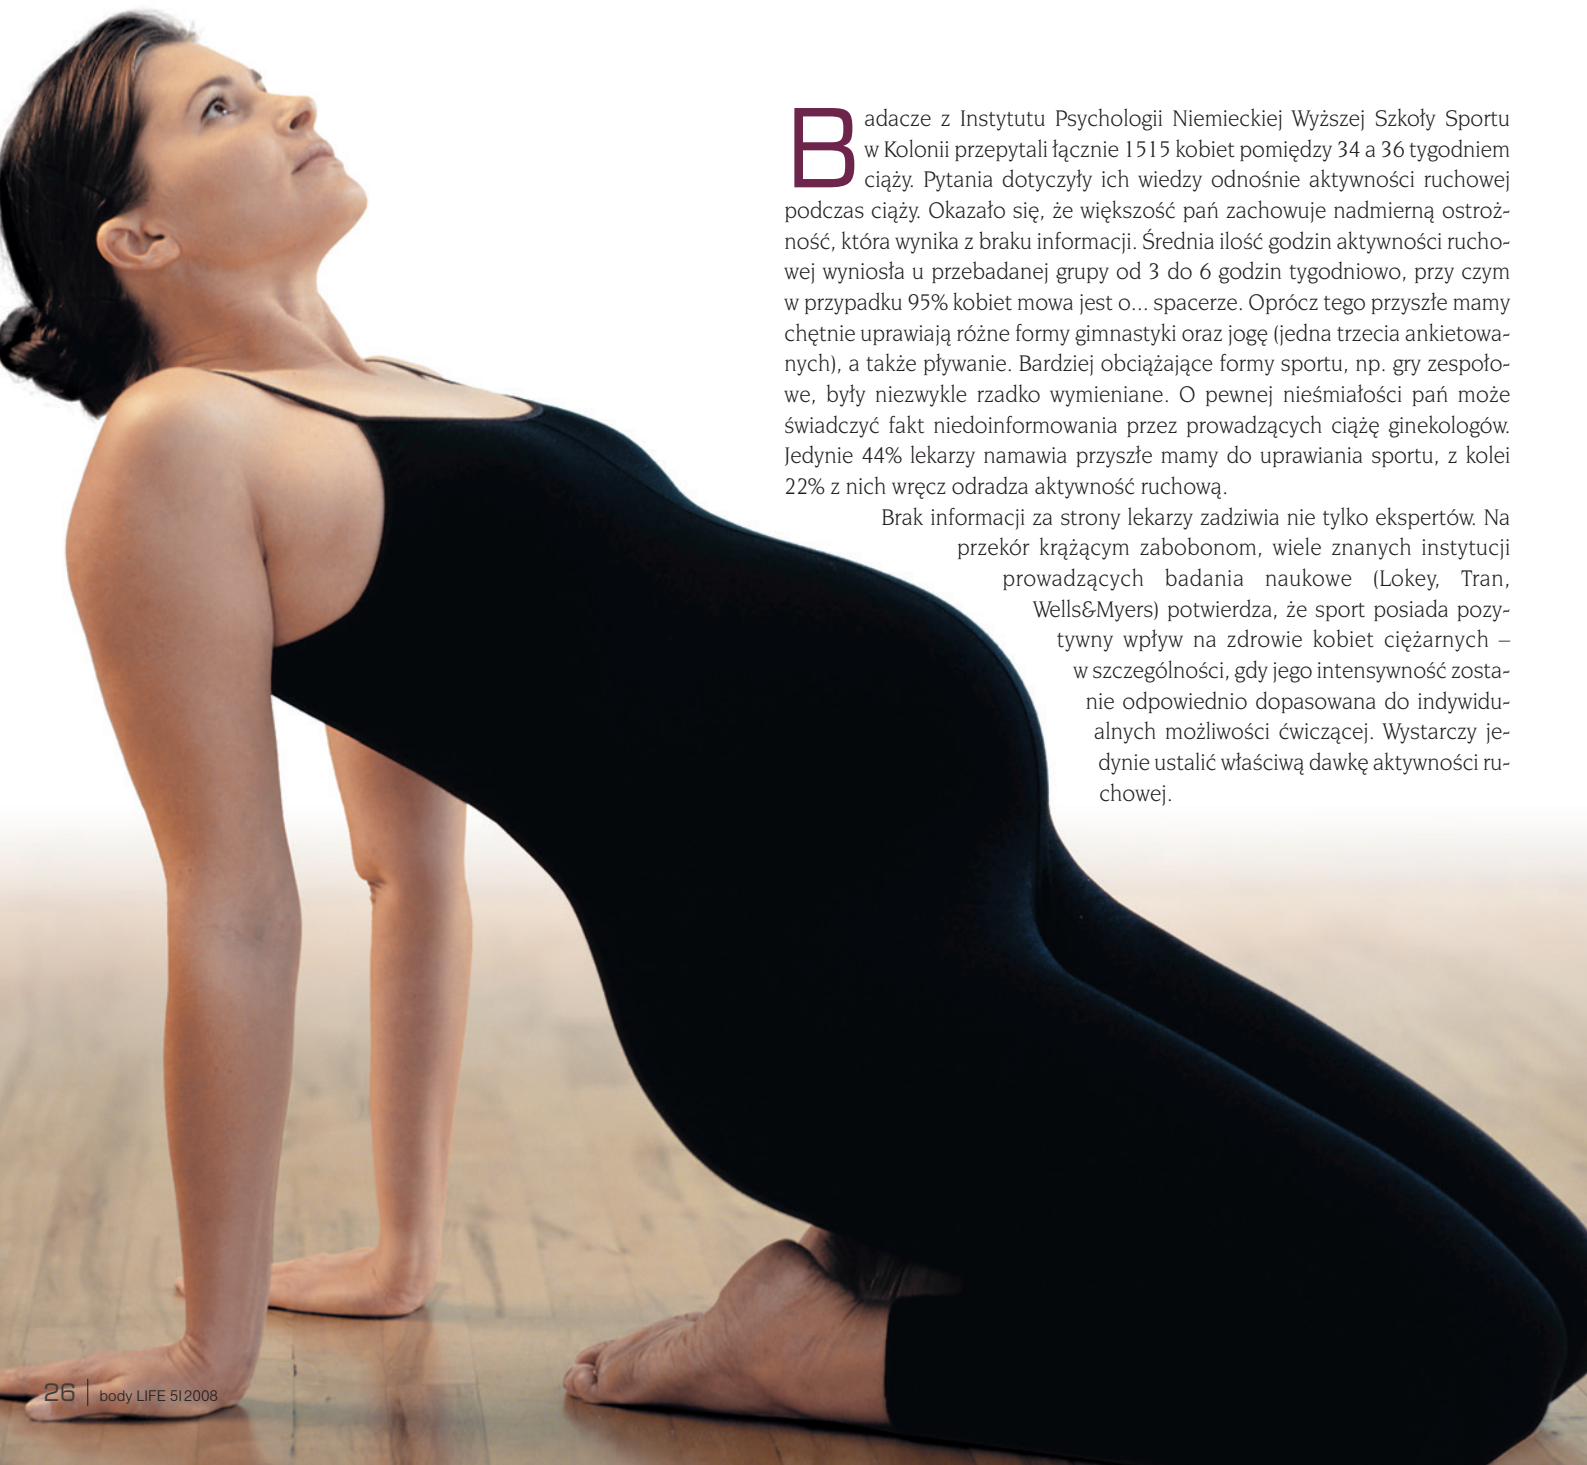 Badacze z Instytutu Psychologii Niemieckiej Wyższej Szkoły Sportu
w Kolonii przepytali łącznie 1515 kobiet pomiędzy 34 a 36 tygodniem
ciąży. Pytania dotyczyły ich wiedzy odnośnie aktywności ruchowej
podczas ciąży. Okazało się, że większość pań zachowuje nadmierną ostroż-
ność, która wynika z braku informacji. Średnia ilość godzin aktywności rucho-
wej wyniosła u przebadanej grupy od 3 do 6 godzin tygodniowo, przy czym
w przypadku 95% kobiet mowa jest o... spacerze. Oprócz tego przyszłe mamy
chętnie uprawiają różne formy gimnastyki oraz jogę (jedna trzecia ankietowa-
nych), a także pływanie. Bardziej obciążające formy sportu, np. gry zespoło-
we, były niezwykle rzadko wymieniane. O pewnej nieśmiałości pań może
świadczyć fakt niedoinformowania przez prowadzących ciążę ginekologów.
Jedynie 44% lekarzy namawia przyszłe mamy do uprawiania sportu, z kolei
22% z nich wręcz odradza aktywność ruchową.
Brak informacji za strony lekarzy zadziwia nie tylko ekspertów. Na
przekór krążącym zabobonom, wiele znanych instytucji
prowadzących badania naukowe (Lokey, Tran,
Wells&Myers) potwierdza, że sport posiada pozy-
tywny wpływ na zdrowie kobiet ciężarnych –
w szczególności, gdy jego intensywność zosta-
nie odpowiednio dopasowana do indywidu-
alnych możliwości ćwiczącej. Wystarczy je-
dynie ustalić właściwą dawkę aktywności ru-
chowej.
26 | body LIFE 5|2008